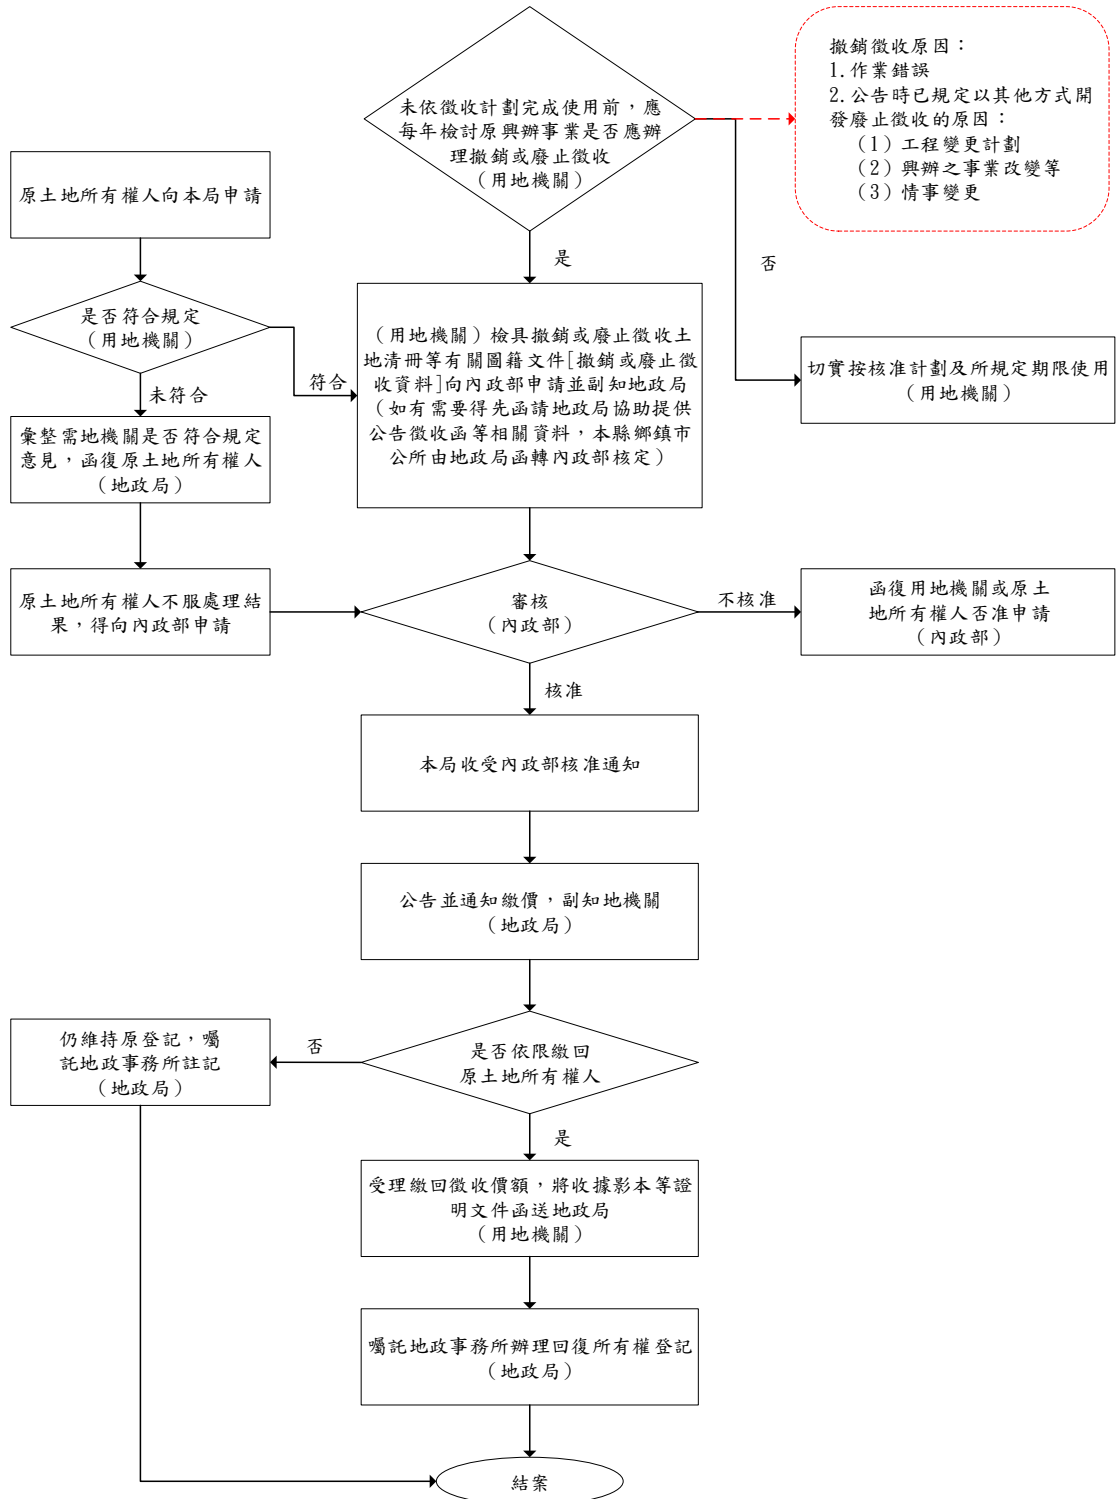 未依徵收計劃完成使用前，應
每年檢討原興辦事業是否應辦
理撤銷或廢止徵收
（用地機關）
撤銷徵收原因：
1.作業錯誤
2.公告時已規定以其他方式開
發廢止徵收的原因：
（1）工程變更計劃
（2）興辦之事業改變等
（3）情事變更
原土地所有權人向本局申請
是
否
是否符合規定
（用地機關）
符合
未符合
（用地機關）檢具撤銷或廢止徵收土
地清冊等有關圖籍文件[撤銷或廢止徵
收資料]向內政部申請並副知地政局
（如有需要得先函請地政局協助提供
公告徵收函等相關資料，本縣鄉鎮市
公所由地政局函轉內政部核定）
切實按核准計劃及所規定期限使用
（用地機關）
彙整需地機關是否符合規定
意見，函復原土地所有權人
（地政局）
原土地所有權人不服處理結
果，得向內政部申請
審核
（內政部）
不核准
函復用地機關或原土
地所有權人否准申請
（內政部）
核准
本局收受內政部核准通知
公告並通知繳價，副知地機關
（地政局）
仍維持原登記，囑
託地政事務所註記
（地政局）
否
是否依限繳回
原土地所有權人
是
受理繳回徵收價額，將收據影本等證
明文件函送地政局
（用地機關）
囑託地政事務所辦理回復所有權登記
（地政局）
結案